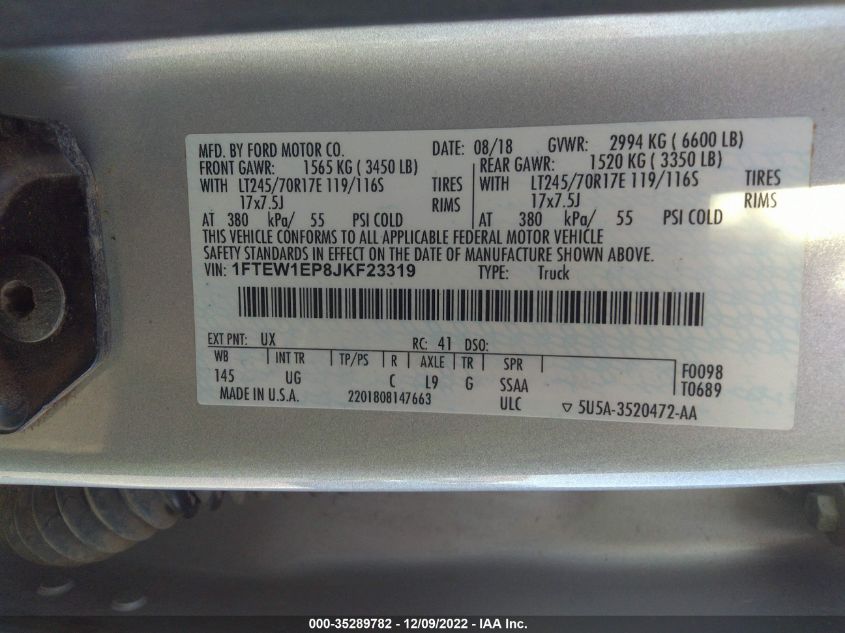 MFD. BY FORD MOTOR CO. DATE: 08/18 GVWR: 2994 KG ( 6600 LB)
FRONT GAWR: 1565 KG ( 3450 LB) REAR GAWR: 1520 KG ( 3350 LB)
WITH LT245/70R17E 119/116S TIRES WITH LT245/70R17E 119/116S TIRES
17x7.5J RIMS 17x7.5J RIMS
AT 380 kPa/ 55 PSI COLD AT 380 kPa/ 55 PSI COLD
THIS VEHICLE CONFORMS TO ALL APPLICABLE FEDERAL MOTOR VEHICLE
SAFETY STANDARDS IN EFFECT ON THE DATE OF MANUFACTURE SHOWN ABOVE.
VIN: 1FTEW1EP8JKF23319 TYPE: Truck
EXT PNT: UX RC: 41 DSO:
WB INT TR TP/PS R AXLE TR SPR F0098
145 UG C L9 G SSAA T0689
MADE IN U.S.A. 2201808147663 ULC ▽ 5U5A-3520472-AA
000-35289782 - 12/09/2022 - IAA Inc.